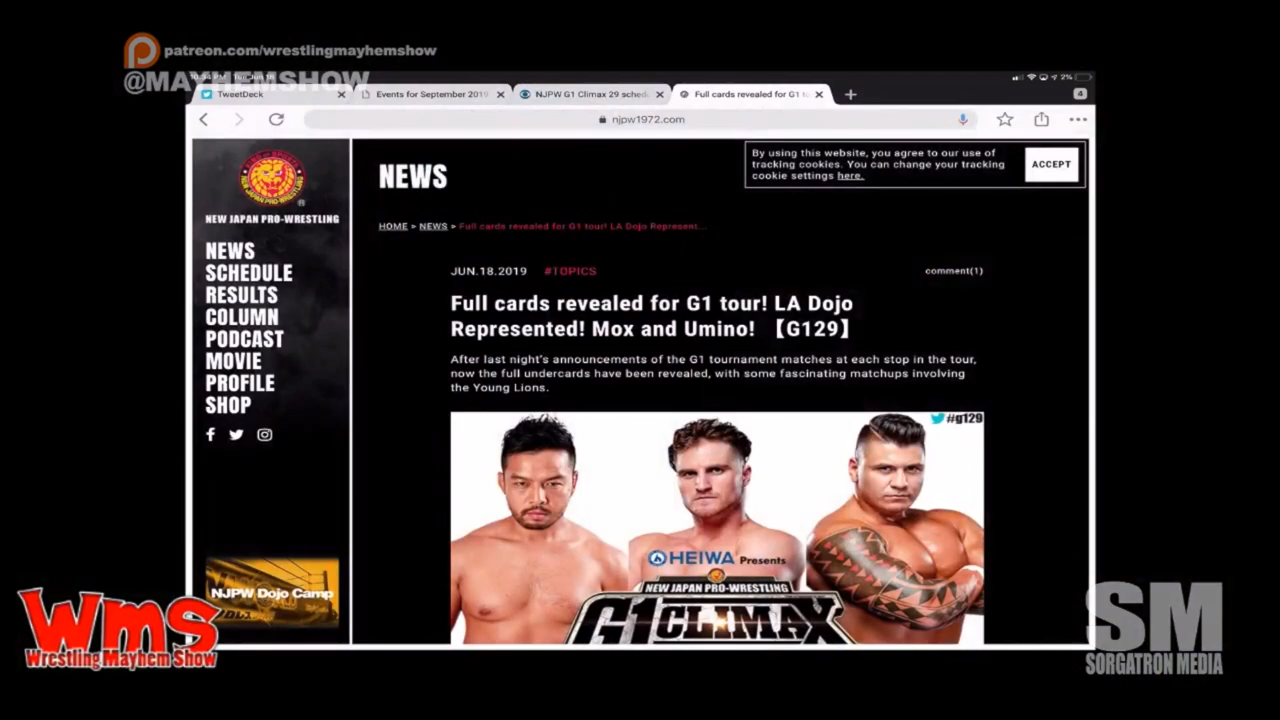 patreon.com/wrestlingmayhemshow
@MAYHEMSHOW
2%
TweetDeck
Events for September 2019
NJPW G1 Climax 29 sched
Full cards revealed for G1 to
4
njpw1972.com
NEW JAPAN PRO-WRESTLING
NEWS
SCHEDULE
RESULTS
COLUMN
PODCAST
MOVIE
PROFILE
SHOP
NJPW Dojo Camp
NEWS
By using this website, you agree to our use of
tracking cookies. You can change your tracking
cookie settings here.
ACCEPT
HOME » NEWS » Full cards revealed for G1 tour! LA Dojo Represent...
JUN.18.2019 #TOPICS
comment(1)
Full cards revealed for G1 tour! LA Dojo
Represented! Mox and Umino! 【G129】
After last night's announcements of the G1 tournament matches at each stop in the tour,
now the full undercards have been revealed, with some fascinating matchups involving
the Young Lions.
#g129
HEIWA Presents
NEW JAPAN PRO-WRESTLING
G1 CLIMAX
WMS
Wrestling Mayhem Show
SM
SORGATRON MEDIA